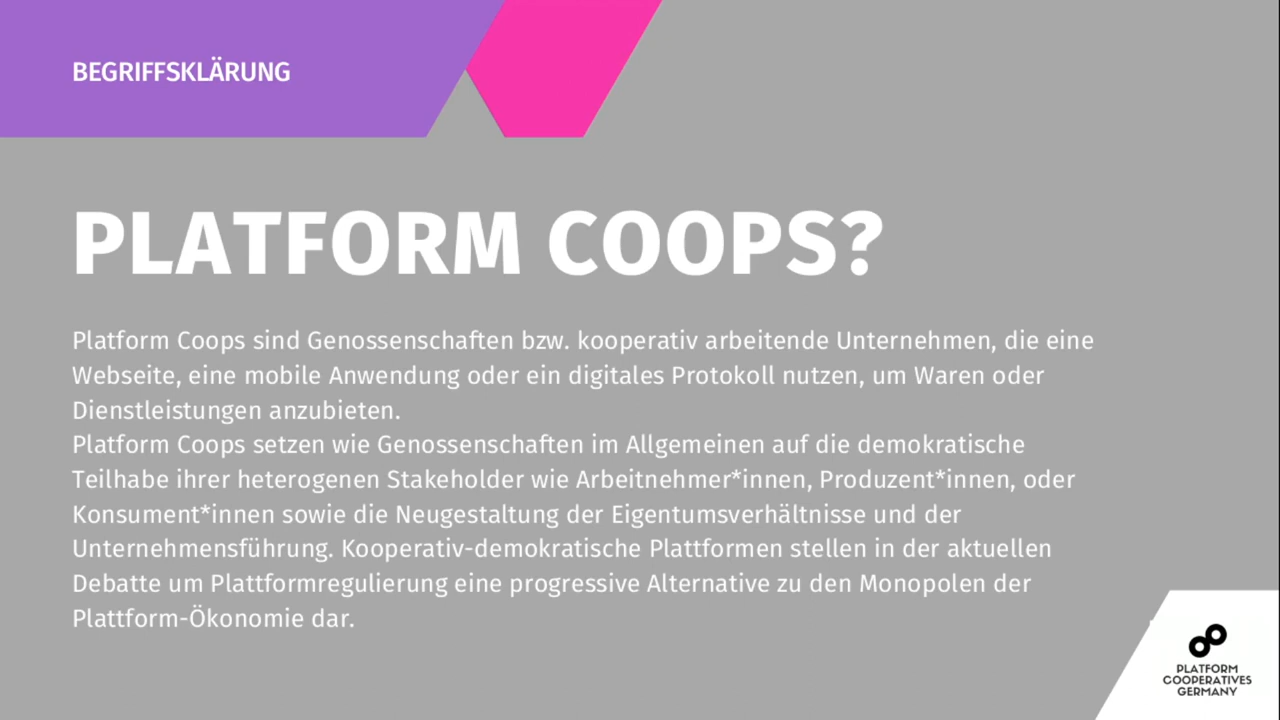 BEGRIFFSKLÄRUNG
PLATFORM COOPS?
Platform Coops sind Genossenschaften bzw. kooperativ arbeitende Unternehmen, die eine
Webseite, eine mobile Anwendung oder ein digitales Protokoll nutzen, um Waren oder
Dienstleistungen anzubieten.
Platform Coops setzen wie Genossenschaften im Allgemeinen auf die demokratische
Teilhabe ihrer heterogenen Stakeholder wie Arbeitnehmer*innen, Produzent*innen, oder
Konsument*innen sowie die Neugestaltung der Eigentumsverhältnisse und der
Unternehmensführung. Kooperativ-demokratische Plattformen stellen in der aktuellen
Debatte um Plattformregulierung eine progressive Alternative zu den Monopolen der
Plattform-Ökonomie dar.
PLATFORM
COOPERATIVES
GERMANY